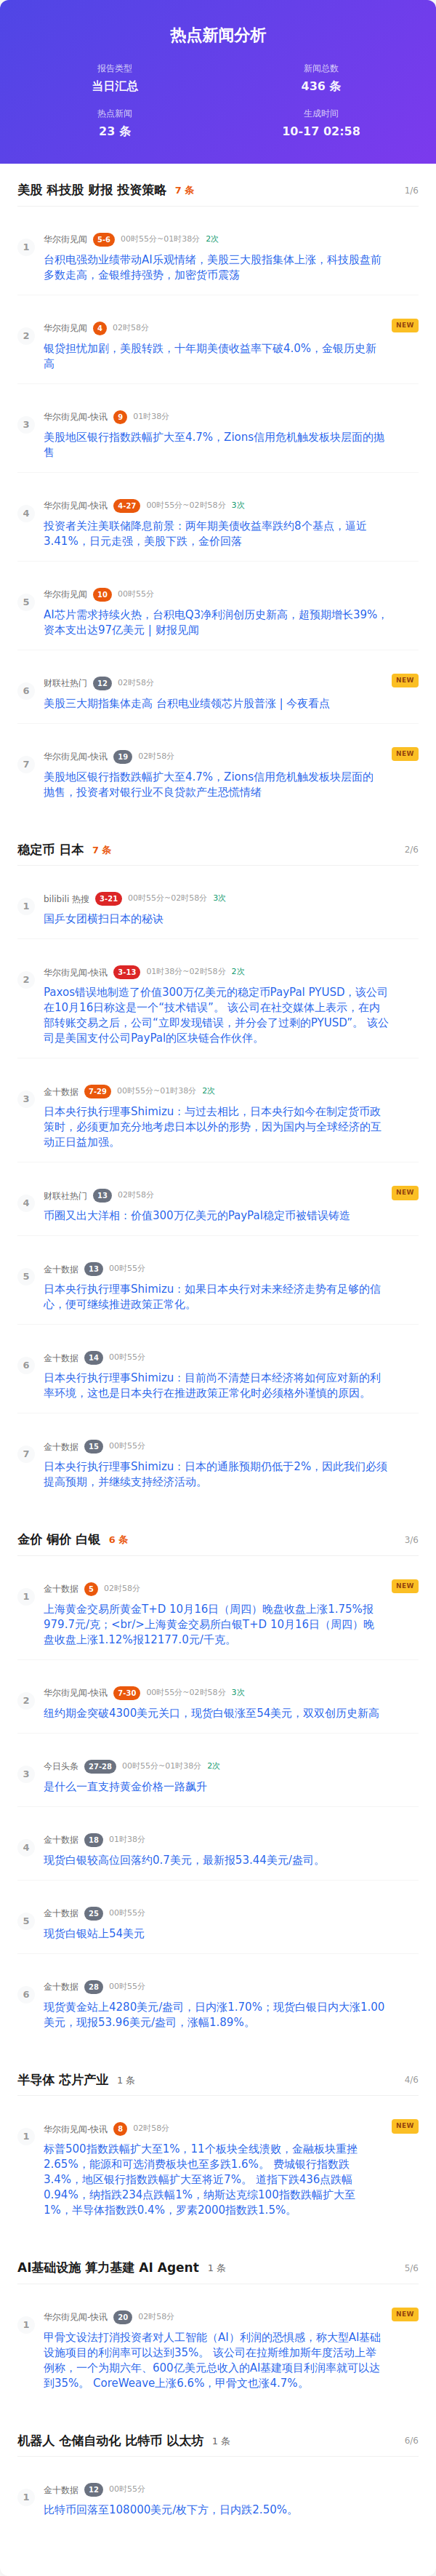 热点新闻分析
报告类型
当日汇总
新闻总数
436 条
热点新闻
23 条
生成时间
10-17 02:58
美股 科技股 财报 投资策略 7 条 1/6
1 华尔街见闻 5-6 00时55分~01时38分 2次
台积电强劲业绩带动AI乐观情绪，美股三大股指集体上涨，科技股盘前
多数走高，金银维持强势，加密货币震荡
2 华尔街见闻 4 02时58分 NEW
银贷担忧加剧，美股转跌，十年期美债收益率下破4.0%，金银历史新
高
3 华尔街见闻-快讯 9 01时38分
美股地区银行指数跌幅扩大至4.7%，Zions信用危机触发板块层面的抛
售
4 华尔街见闻-快讯 4-27 00时55分~02时58分 3次
投资者关注美联储降息前景：两年期美债收益率跌约8个基点，逼近
3.41%，日元走强，美股下跌，金价回落
5 华尔街见闻 10 00时55分
AI芯片需求持续火热，台积电Q3净利润创历史新高，超预期增长39%，
资本支出达97亿美元 | 财报见闻
6 财联社热门 12 02时58分 NEW
美股三大期指集体走高 台积电业绩领芯片股普涨 | 今夜看点
7 华尔街见闻-快讯 19 02时58分 NEW
美股地区银行指数跌幅扩大至4.7%，Zions信用危机触发板块层面的
抛售，投资者对银行业不良贷款产生恐慌情绪
稳定币 日本 7 条 2/6
1 bilibili 热搜 3-21 00时55分~02时58分 3次
国乒女团横扫日本的秘诀
2 华尔街见闻-快讯 3-13 01时38分~02时58分 2次
Paxos错误地制造了价值300万亿美元的稳定币PayPal PYUSD，该公司
在10月16日称这是一个“技术错误”。 该公司在社交媒体上表示，在内
部转账交易之后，公司“立即发现错误，并分会了过剩的PYUSD”。 该公
司是美国支付公司PayPal的区块链合作伙伴。
3 金十数据 7-29 00时55分~01时38分 2次
日本央行执行理事Shimizu：与过去相比，日本央行如今在制定货币政
策时，必须更加充分地考虑日本以外的形势，因为国内与全球经济的互
动正日益加强。
4 财联社热门 13 02时58分 NEW
币圈又出大洋相：价值300万亿美元的PayPal稳定币被错误铸造
5 金十数据 13 00时55分
日本央行执行理事Shimizu：如果日本央行对未来经济走势有足够的信
心，便可继续推进政策正常化。
6 金十数据 14 00时55分
日本央行执行理事Shimizu：目前尚不清楚日本经济将如何应对新的利
率环境，这也是日本央行在推进政策正常化时必须格外谨慎的原因。
7 金十数据 15 00时55分
日本央行执行理事Shimizu：日本的通胀预期仍低于2%，因此我们必须
提高预期，并继续支持经济活动。
金价 铜价 白银 6 条 3/6
1 金十数据 5 02时58分 NEW
上海黄金交易所黄金T+D 10月16日（周四）晚盘收盘上涨1.75%报
979.7元/克；<br/>上海黄金交易所白银T+D 10月16日（周四）晚
盘收盘上涨1.12%报12177.0元/千克。
2 华尔街见闻-快讯 7-30 00时55分~02时58分 3次
纽约期金突破4300美元关口，现货白银涨至54美元，双双创历史新高
3 今日头条 27-28 00时55分~01时38分 2次
是什么一直支持黄金价格一路飙升
4 金十数据 18 01时38分
现货白银较高位回落约0.7美元，最新报53.44美元/盎司。
5 金十数据 25 00时55分
现货白银站上54美元
6 金十数据 28 00时55分
现货黄金站上4280美元/盎司，日内涨1.70%；现货白银日内大涨1.00
美元，现报53.96美元/盎司，涨幅1.89%。
半导体 芯片产业 1 条 4/6
1 华尔街见闻-快讯 8 02时58分 NEW
标普500指数跌幅扩大至1%，11个板块全线溃败，金融板块重挫
2.65%，能源和可选消费板块也至多跌1.6%。 费城银行指数跌
3.4%，地区银行指数跌幅扩大至将近7%。 道指下跌436点跌幅
0.94%，纳指跌234点跌幅1%，纳斯达克综100指数跌幅扩大至
1%，半导体指数跌0.4%，罗素2000指数跌1.5%。
AI基础设施 算力基建 AI Agent 1 条 5/6
1 华尔街见闻-快讯 20 02时58分 NEW
甲骨文设法打消投资者对人工智能（AI）利润的恐惧感，称大型AI基础
设施项目的利润率可以达到35%。 该公司在拉斯维加斯年度活动上举
例称，一个为期六年、600亿美元总收入的AI基建项目利润率就可以达
到35%。 CoreWeave上涨6.6%，甲骨文也涨4.7%。
机器人 仓储自动化 比特币 以太坊 1 条 6/6
1 金十数据 12 00时55分
比特币回落至108000美元/枚下方，日内跌2.50%。